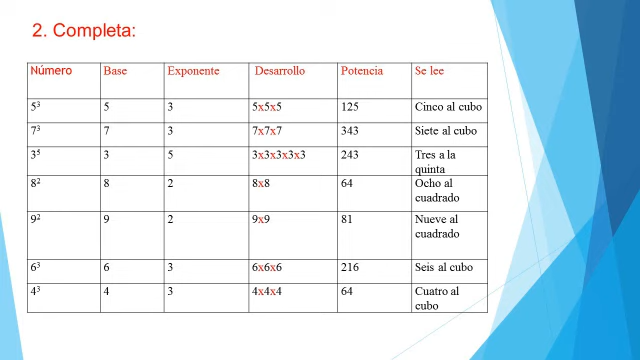 2. Completa:
Número Base Exponente Desarrollo Potencia Se lee
5³ 5 3 5x5x5 125 Cinco al cubo
7³ 7 3 7x7x7 343 Siete al cubo
3⁵ 3 5 3x3x3x3x3 243 Tres a la
quinta
8² 8 2 8x8 64 Ocho al
cuadrado
9² 9 2 9x9 81 Nueve al
cuadrado
6³ 6 3 6x6x6 216 Seis al cubo
4³ 4 3 4x4x4 64 Cuatro al
cubo